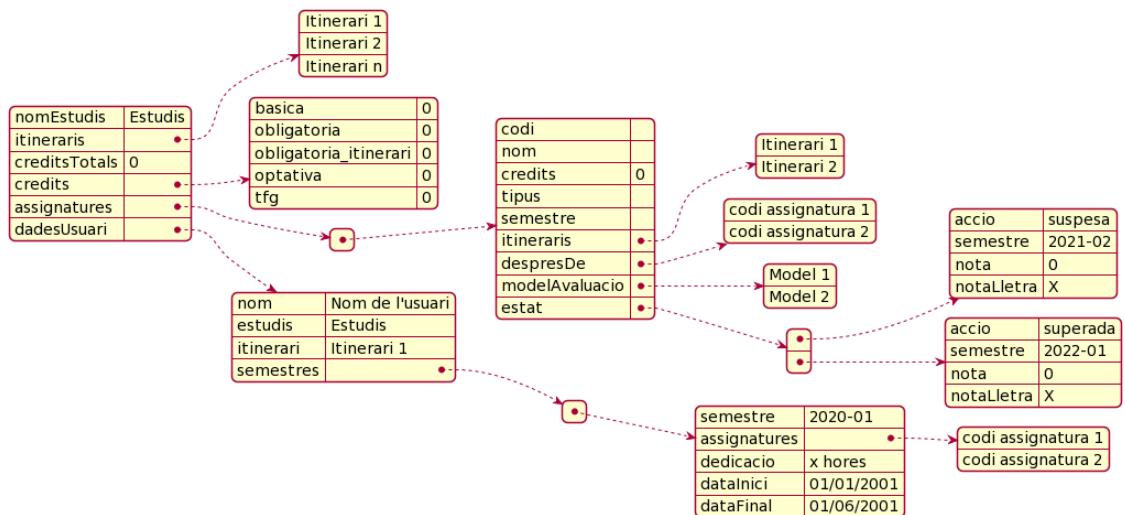 Itinerari 1
Itinerari 2
Itinerari n
nomEstudis Estudis
itineraris
creditsTotals 0
credits
assignatures
dadesUsuari
basica 0
obligatoria 0
obligatoria_itinerari 0
optativa 0
tfg 0
codi
nom
credits 0
tipus
semestre
itineraris
despresDe
modelAvaluacio
estat
Itinerari 1
Itinerari 2
codi assignatura 1
codi assignatura 2
Model 1
Model 2
accio suspesa
semestre 2021-02
nota 0
notaLletra X
accio superada
semestre 2022-01
nota 0
notaLletra X
nom Nom de l'usuari
estudis Estudis
itinerari Itinerari 1
semestres
semestre 2020-01
assignatures
dedicacio x hores
dataInici 01/01/2001
dataFinal 01/06/2001
codi assignatura 1
codi assignatura 2